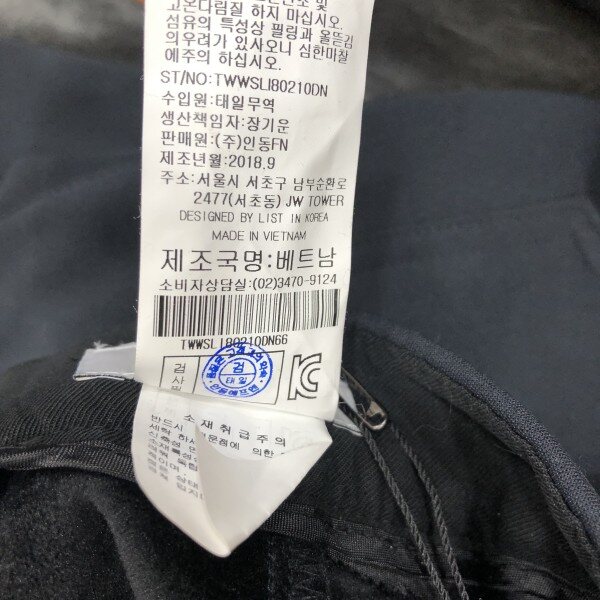 고온다림질 하지 마십시오.
섬유의 특성상 필링과 올뜯김
의우려가 있사오니 심한마찰
에주의 하십시오.
ST/NO:TWWSLI80210DN
수입원:태일무역
생산책임자:장기운
판매원:(주)인동FN
제조년월:2018.9
주소:서울시 서초구 남부순환로
2477(서초동) JW TOWER
DESIGNED BY LIST IN KOREA
MADE IN VIETNAM
제조국명:베트남
소비자상담실:(02)3470-9124
TWWSLI80210DN66
검사필
검
태일
소재취급주의
반드시